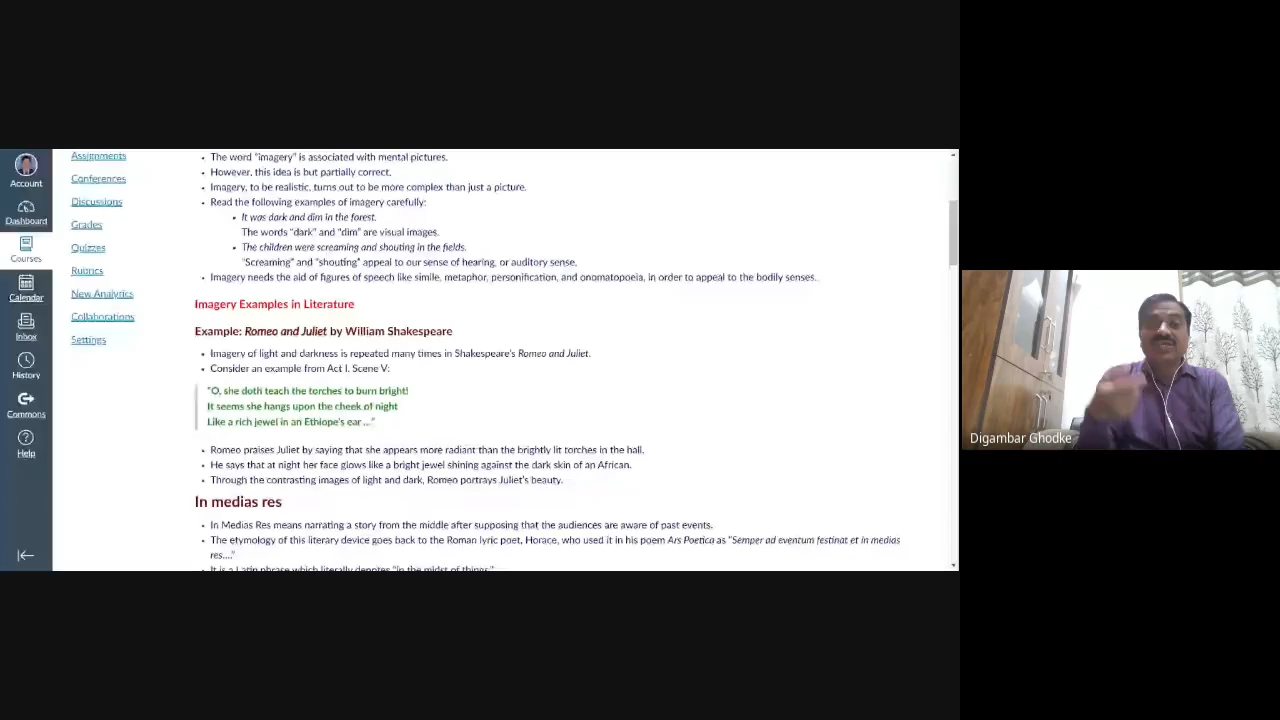 Account
Dashboard
Courses
Calendar
Inbox
History
Commons
Help
Assignments
Conferences
Discussions
Grades
Quizzes
Rubrics
New Analytics
Collaborations
Settings
The word "imagery" is associated with mental pictures.
However, this idea is but partially correct.
Imagery, to be realistic, turns out to be more complex than just a picture.
Read the following examples of imagery carefully:
It was dark and dim in the forest.
The words "dark" and "dim" are visual images.
The children were screaming and shouting in the fields.
"Screaming" and "shouting" appeal to our sense of hearing, or auditory sense.
Imagery needs the aid of figures of speech like simile, metaphor, personification, and onomatopoeia, in order to appeal to the bodily senses.
Imagery Examples in Literature
Example: Romeo and Juliet by William Shakespeare
Imagery of light and darkness is repeated many times in Shakespeare's Romeo and Juliet.
Consider an example from Act I. Scene V:
"O, she doth teach the torches to burn bright!
It seems she hangs upon the cheek of night
Like a rich jewel in an Ethiope's ear ..."
Romeo praises Juliet by saying that she appears more radiant than the brightly lit torches in the hall.
He says that at night her face glows like a bright jewel shining against the dark skin of an African.
Through the contrasting images of light and dark, Romeo portrays Juliet's beauty.
In medias res
In Medias Res means narrating a story from the middle after supposing that the audiences are aware of past events.
The etymology of this literary device goes back to the Roman lyric poet, Horace, who used it in his poem Ars Poetica as "Semper ad eventum festinat et in medias
res...."
It is a Latin phrase which literally denotes "in the midst of things."
Digambar Ghodke